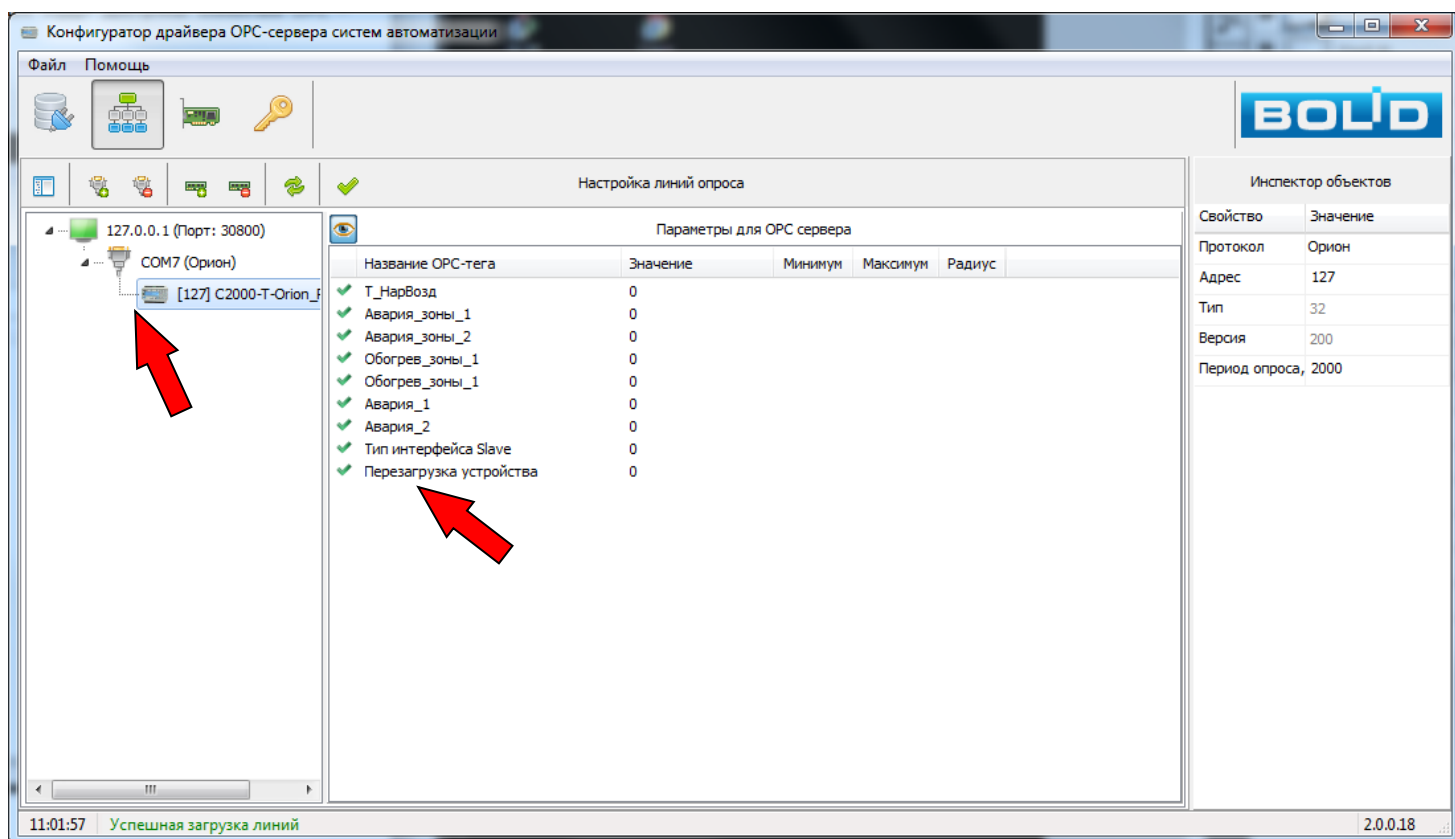 Конфигуратор драйвера OPC-сервера систем автоматизации
Файл Помощь
BOLID
Настройка линий опроса
Инспектор объектов
127.0.0.1 (Порт: 30800)
COM7 (Орион)
[127] C2000-T-Orion_F
Параметры для OPC сервера
Название OPC-тега Значение Минимум Максимум Радиус
Т_НарВозд 0
Авария_зоны_1 0
Авария_зоны_2 0
Обогрев_зоны_1 0
Обогрев_зоны_1 0
Авария_1 0
Авария_2 0
Тип интерфейса Slave 0
Перезагрузка устройства 0
Свойство Значение
Протокол Орион
Адрес 127
Тип 32
Версия 200
Период опроса, 2000
11:01:57 Успешная загрузка линий 2.0.0.18